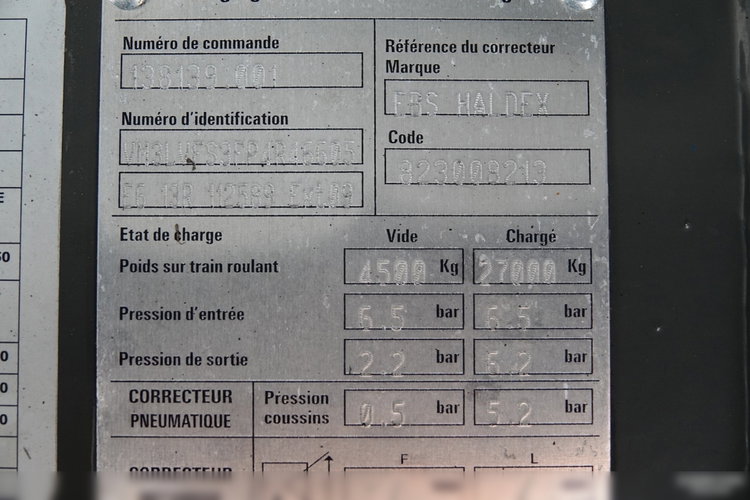 Numéro de commande
138139 001
Référence du correcteur
Marque
EBS HALDEX
Numéro d'identification
Code
823009213
Etat de charge
Vide
Chargé
Poids sur train roulant
4500 Kg
27000 Kg
Pression d'entrée
6.5 bar
6.5 bar
Pression de sortie
2.2 bar
6.2 bar
CORRECTEUR
PNEUMATIQUE
Pression
coussins
0.5 bar
5.2 bar
F
L